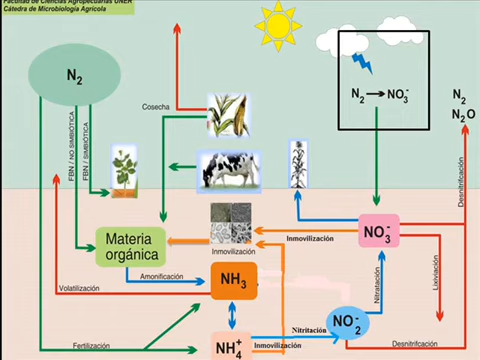 Facultad de Ciencias Agropecuarias UNER
Cátedra de Microbiología Agrícola
N₂
N₂ → NO₃⁻
N₂
N₂O
Cosecha
FBN / NO SIMBIÓTICA
FBN / SIMBIÓTICA
Desnitrificación
Materia
orgánica
Inmovilización
Inmovilización
NO₃⁻
Amonificación
NH₃
Volatilización
Nitratación
Lixiviación
Nitritación
NO₂⁻
Fertilización
NH₄⁺
Inmovilización
Desnitrifcación